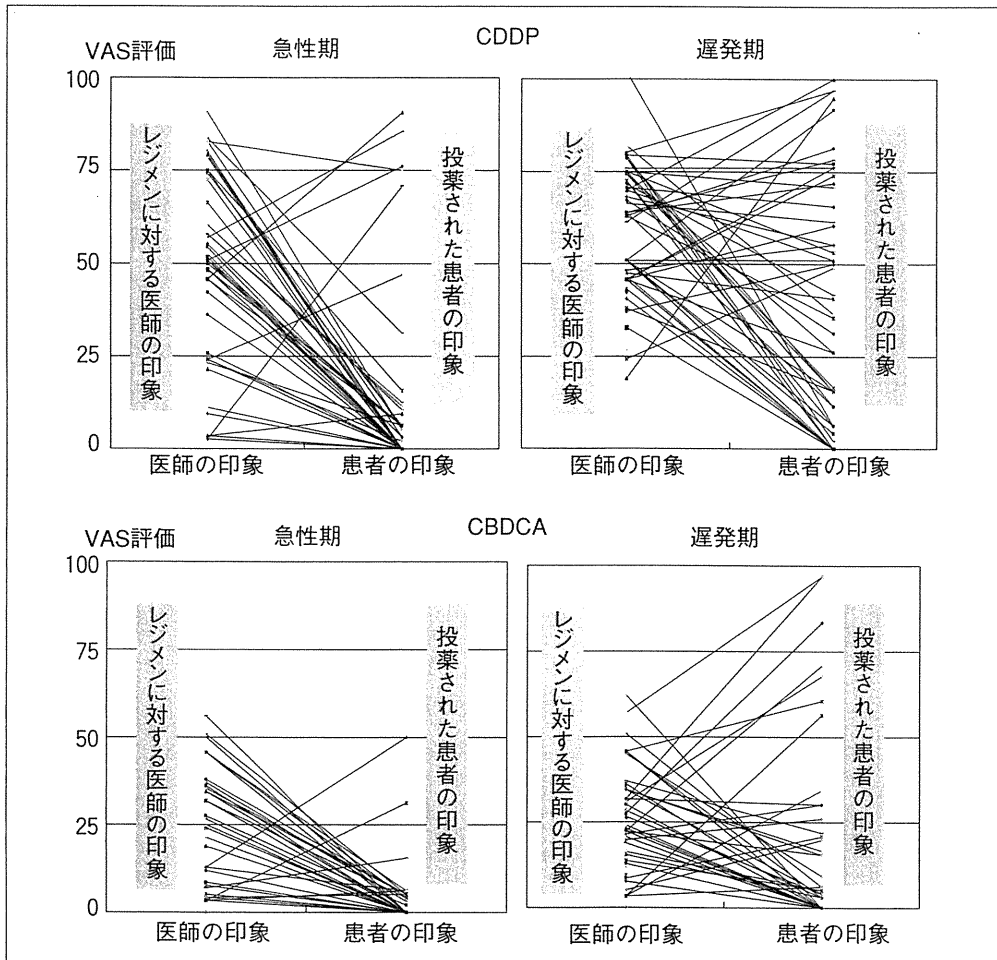 CDDP
VAS評価
急性期
遅発期
100
75
50
25
0
レジメンに対する医師の印象
投薬された患者の印象
レジメンに対する医師の印象
投薬された患者の印象
医師の印象
患者の印象
医師の印象
患者の印象
CBDCA
VAS評価
急性期
遅発期
100
75
50
25
0
レジメンに対する医師の印象
投薬された患者の印象
レジメンに対する医師の印象
投薬された患者の印象
医師の印象
患者の印象
医師の印象
患者の印象